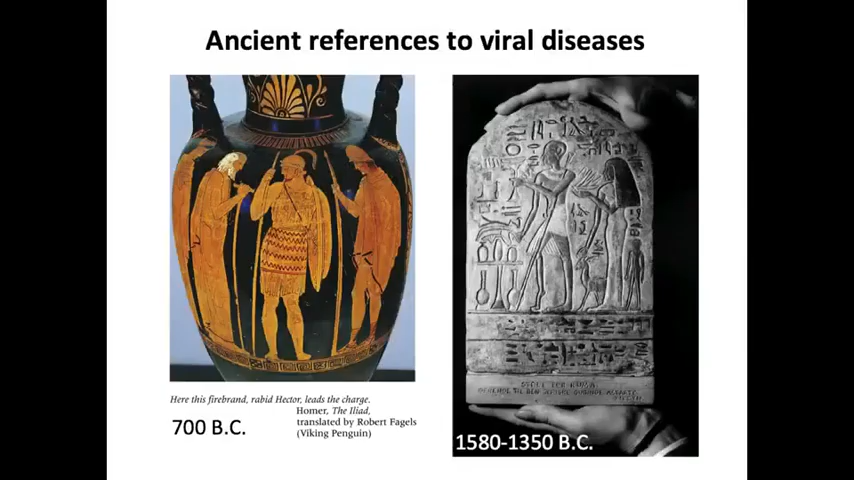 Ancient references to viral diseases
Here this firebrand, rabid Hector, leads the charge.
Homer, The Iliad,
translated by Robert Fagels
(Viking Penguin)
700 B.C.
1580-1350 B.C.